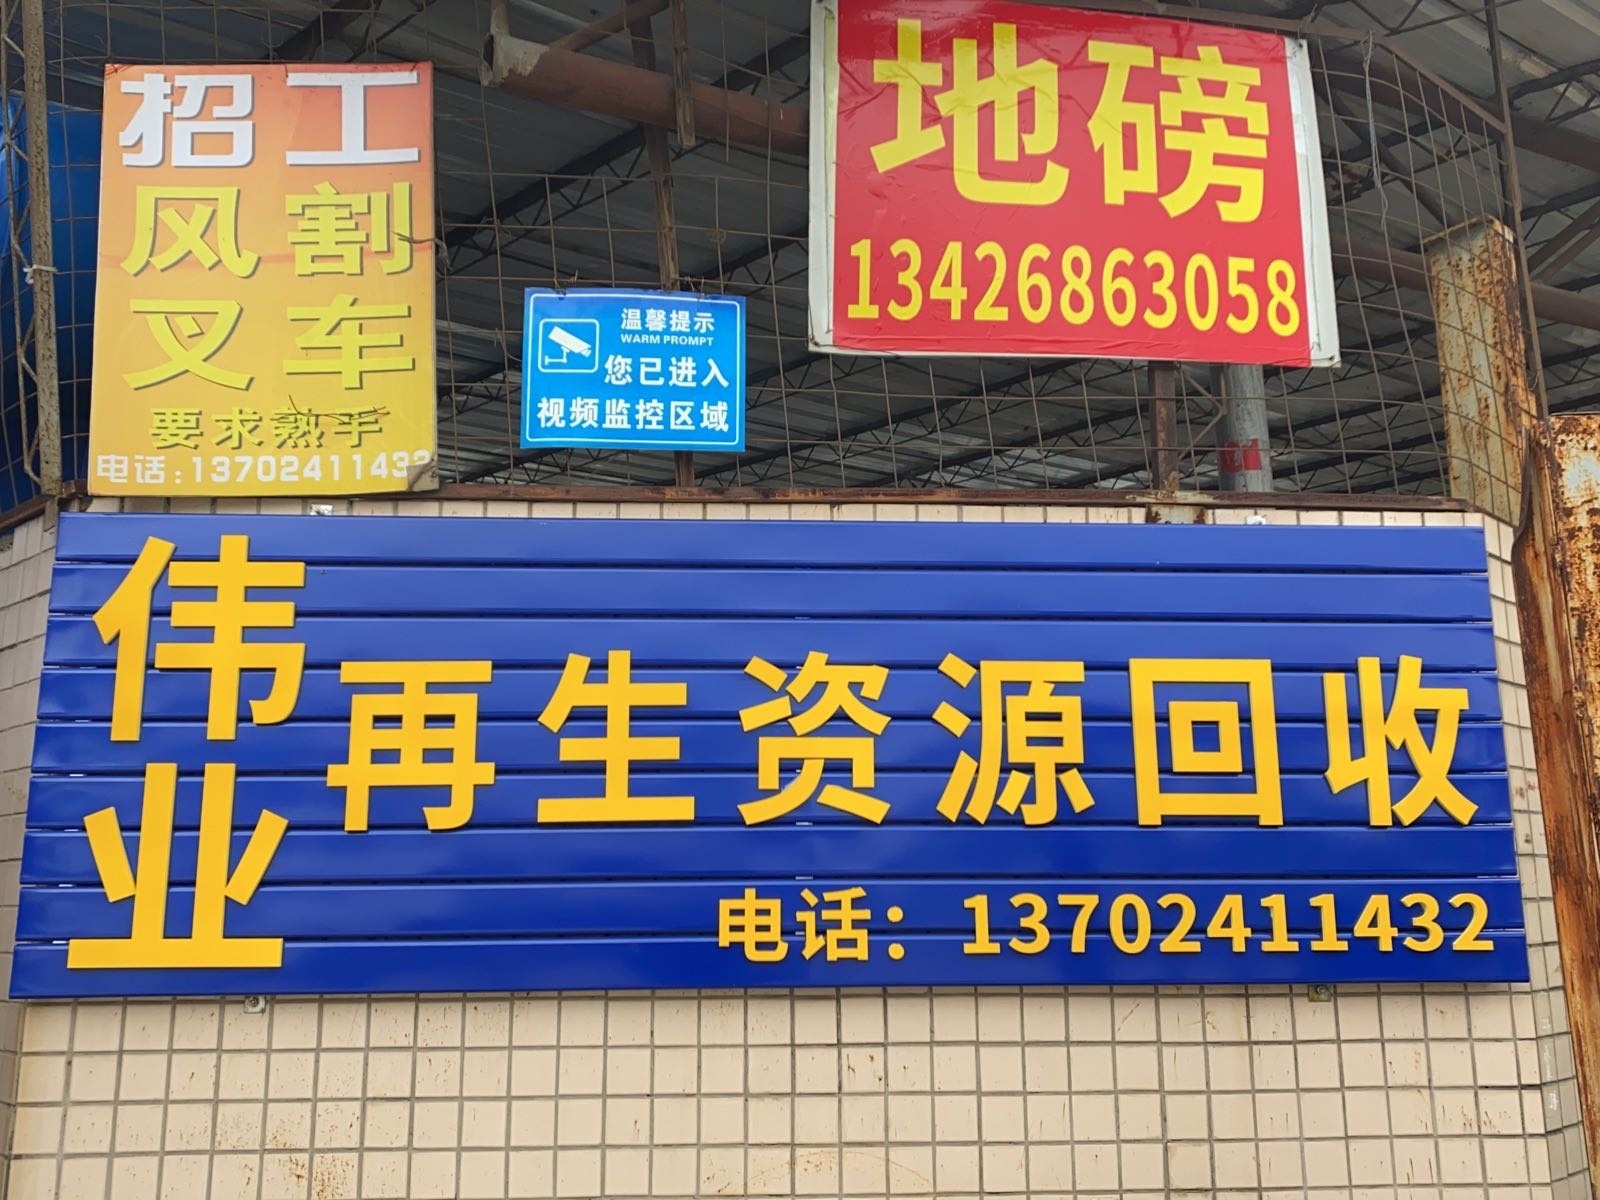 招工
风割
叉车
要求熟手
电话:13702411432
温馨提示
WARM PROMPT
您已进入
视频监控区域
地磅
13426863058
伟业
再生资源回收
电话：13702411432